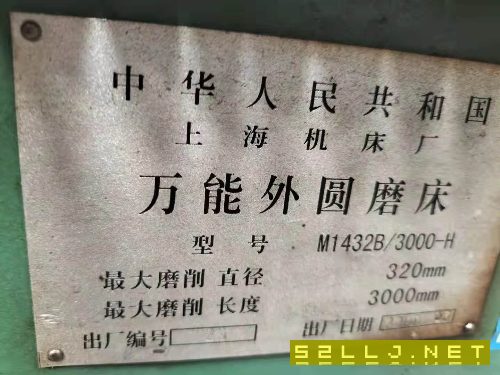 中华人民共和国
上海机床厂
万能外圆磨床
型号 M1432B/3000-H
最大磨削直径 320mm
最大磨削长度 3000mm
出厂编号
出厂日期
52LLJ.NET